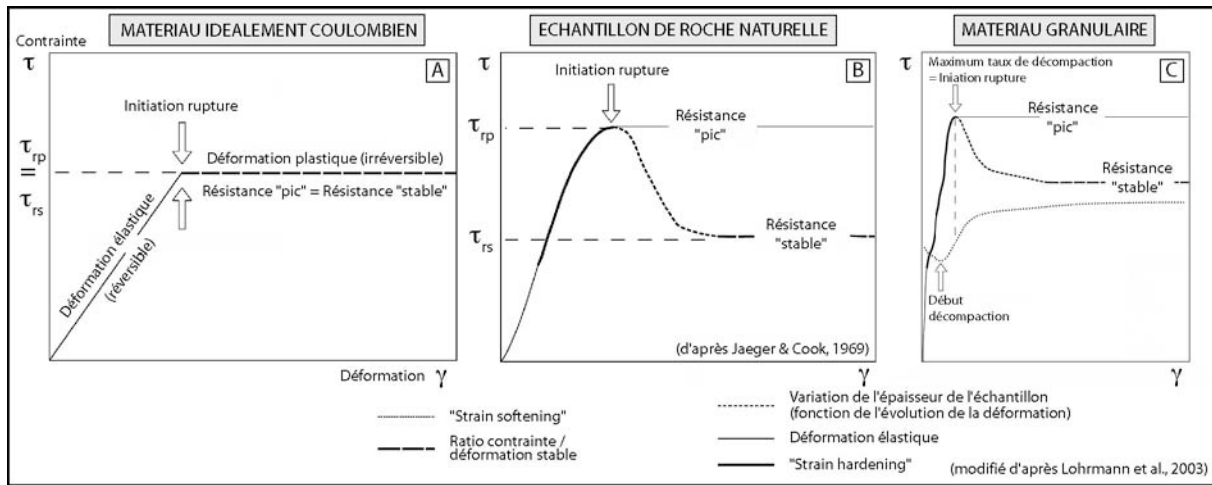 MATERIAU IDEALEMENT COULOMBIEN
Contrainte
τ
A
Initiation rupture
τrp
=
τrs
Déformation plastique (irréversible)
Résistance "pic" = Résistance "stable"
Déformation élastique
(réversible)
Déformation γ
ECHANTILLON DE ROCHE NATURELLE
τ
B
Initiation rupture
τrp
Résistance
"pic"
τrs
Résistance
"stable"
(d'après Jaeger & Cook, 1969)
γ
MATERIAU GRANULAIRE
τ
C
Maximum taux de décompaction
= Iniation rupture
Résistance
"pic"
Résistance
"stable"
Début
décompaction
γ
"Strain softening"
Ratio contrainte /
déformation stable
Variation de l'épaisseur de l'échantillon
(fonction de l'évolution de la déformation)
Déformation élastique
"Strain hardening"
(modifié d'après Lohrmann et al., 2003)